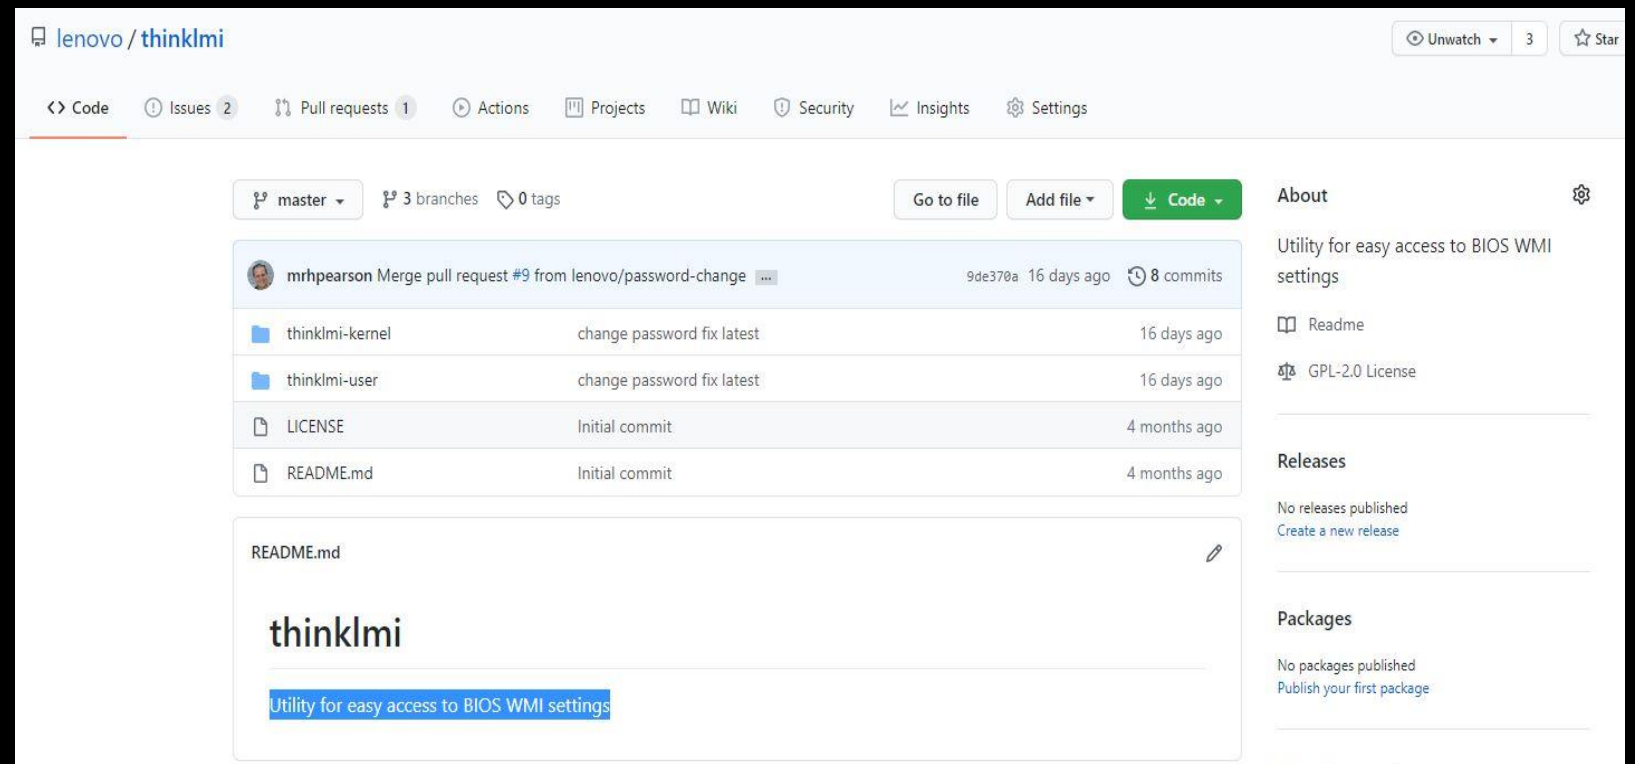 lenovo / thinklmi
Unwatch 3 Star
Code Issues 2 Pull requests 1 Actions Projects Wiki Security Insights Settings
master 3 branches 0 tags Go to file Add file Code
mrhpearson Merge pull request #9 from lenovo/password-change ... 9de370a 16 days ago 8 commits
thinklmi-kernel change password fix latest 16 days ago
thinklmi-user change password fix latest 16 days ago
LICENSE Initial commit 4 months ago
README.md Initial commit 4 months ago
README.md
thinklmi
Utility for easy access to BIOS WMI settings
About
Utility for easy access to BIOS WMI
settings
Readme
GPL-2.0 License
Releases
No releases published
Create a new release
Packages
No packages published
Publish your first package